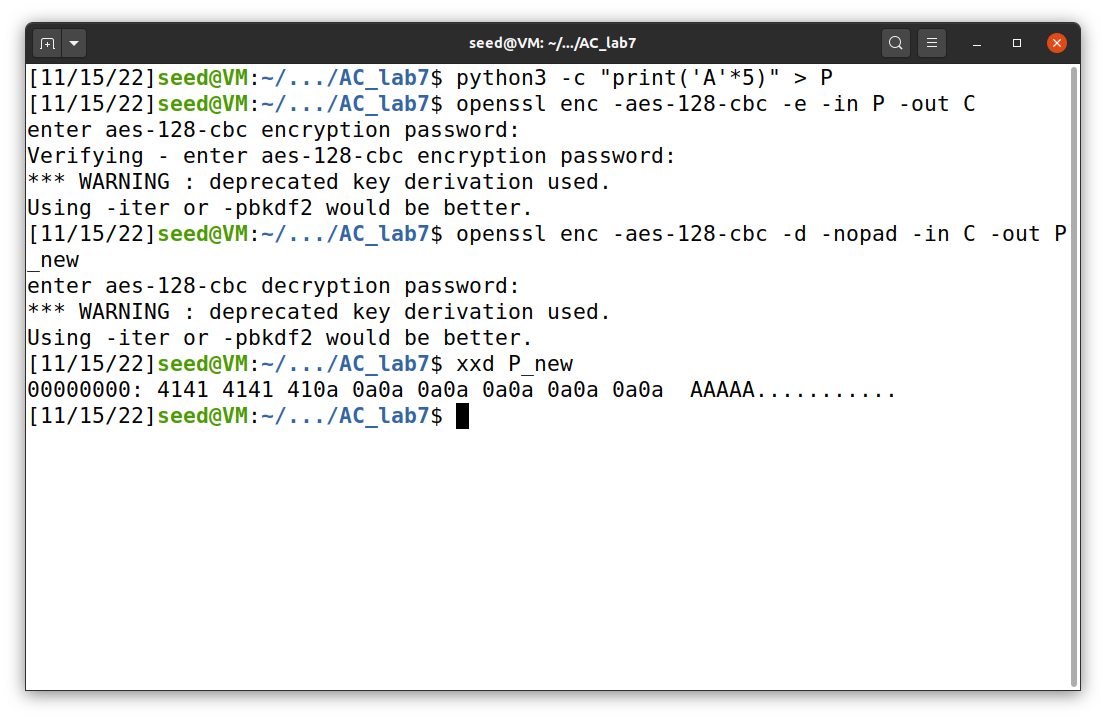 seed@VM: ~/.../AC_lab7
[11/15/22]seed@VM:~/.../AC_lab7$ python3 -c "print('A'*5)" > P
[11/15/22]seed@VM:~/.../AC_lab7$ openssl enc -aes-128-cbc -e -in P -out C
enter aes-128-cbc encryption password:
Verifying - enter aes-128-cbc encryption password:
*** WARNING : deprecated key derivation used.
Using -iter or -pbkdf2 would be better.
[11/15/22]seed@VM:~/.../AC_lab7$ openssl enc -aes-128-cbc -d -nopad -in C -out P
_new
enter aes-128-cbc decryption password:
*** WARNING : deprecated key derivation used.
Using -iter or -pbkdf2 would be better.
[11/15/22]seed@VM:~/.../AC_lab7$ xxd P_new
00000000: 4141 4141 410a 0a0a 0a0a 0a0a 0a0a 0a0a  AAAAA...........
[11/15/22]seed@VM:~/.../AC_lab7$